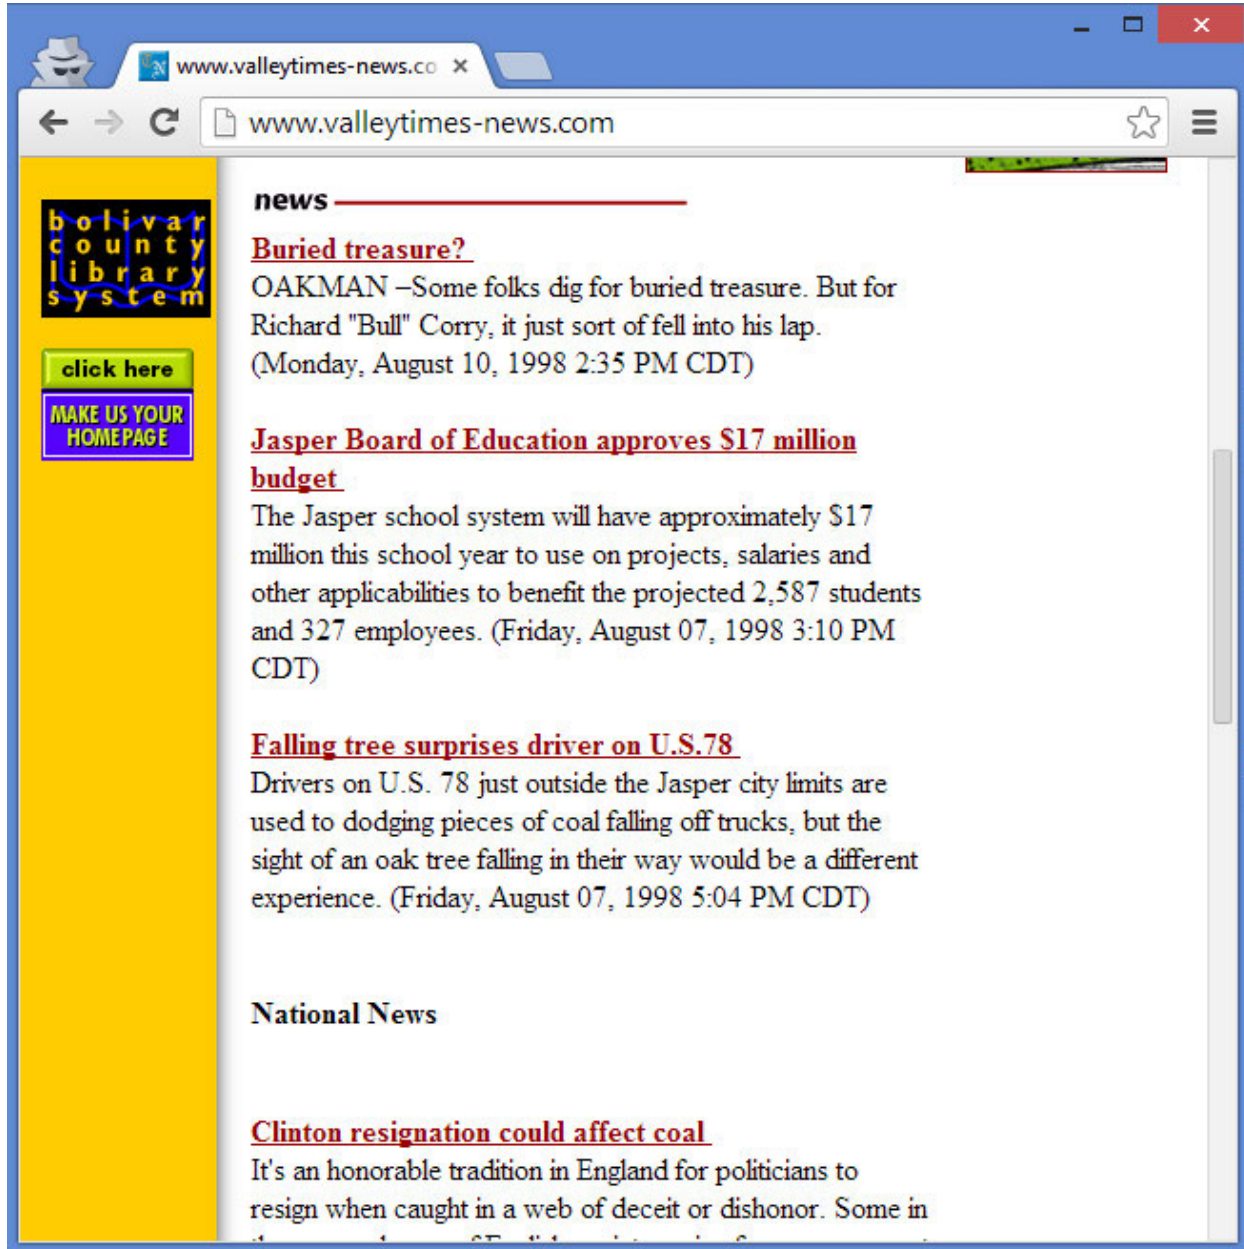 www.valleytimes-news.co
www.valleytimes-news.com
bolivar
county
library
system
click here
MAKE US YOUR
HOMEPAGE
news
Buried treasure?
OAKMAN –Some folks dig for buried treasure. But for
Richard "Bull" Corry, it just sort of fell into his lap.
(Monday, August 10, 1998 2:35 PM CDT)
Jasper Board of Education approves $17 million
budget
The Jasper school system will have approximately $17
million this school year to use on projects, salaries and
other applicabilities to benefit the projected 2,587 students
and 327 employees. (Friday, August 07, 1998 3:10 PM
CDT)
Falling tree surprises driver on U.S.78
Drivers on U.S. 78 just outside the Jasper city limits are
used to dodging pieces of coal falling off trucks, but the
sight of an oak tree falling in their way would be a different
experience. (Friday, August 07, 1998 5:04 PM CDT)
National News
Clinton resignation could affect coal
It's an honorable tradition in England for politicians to
resign when caught in a web of deceit or dishonor. Some in